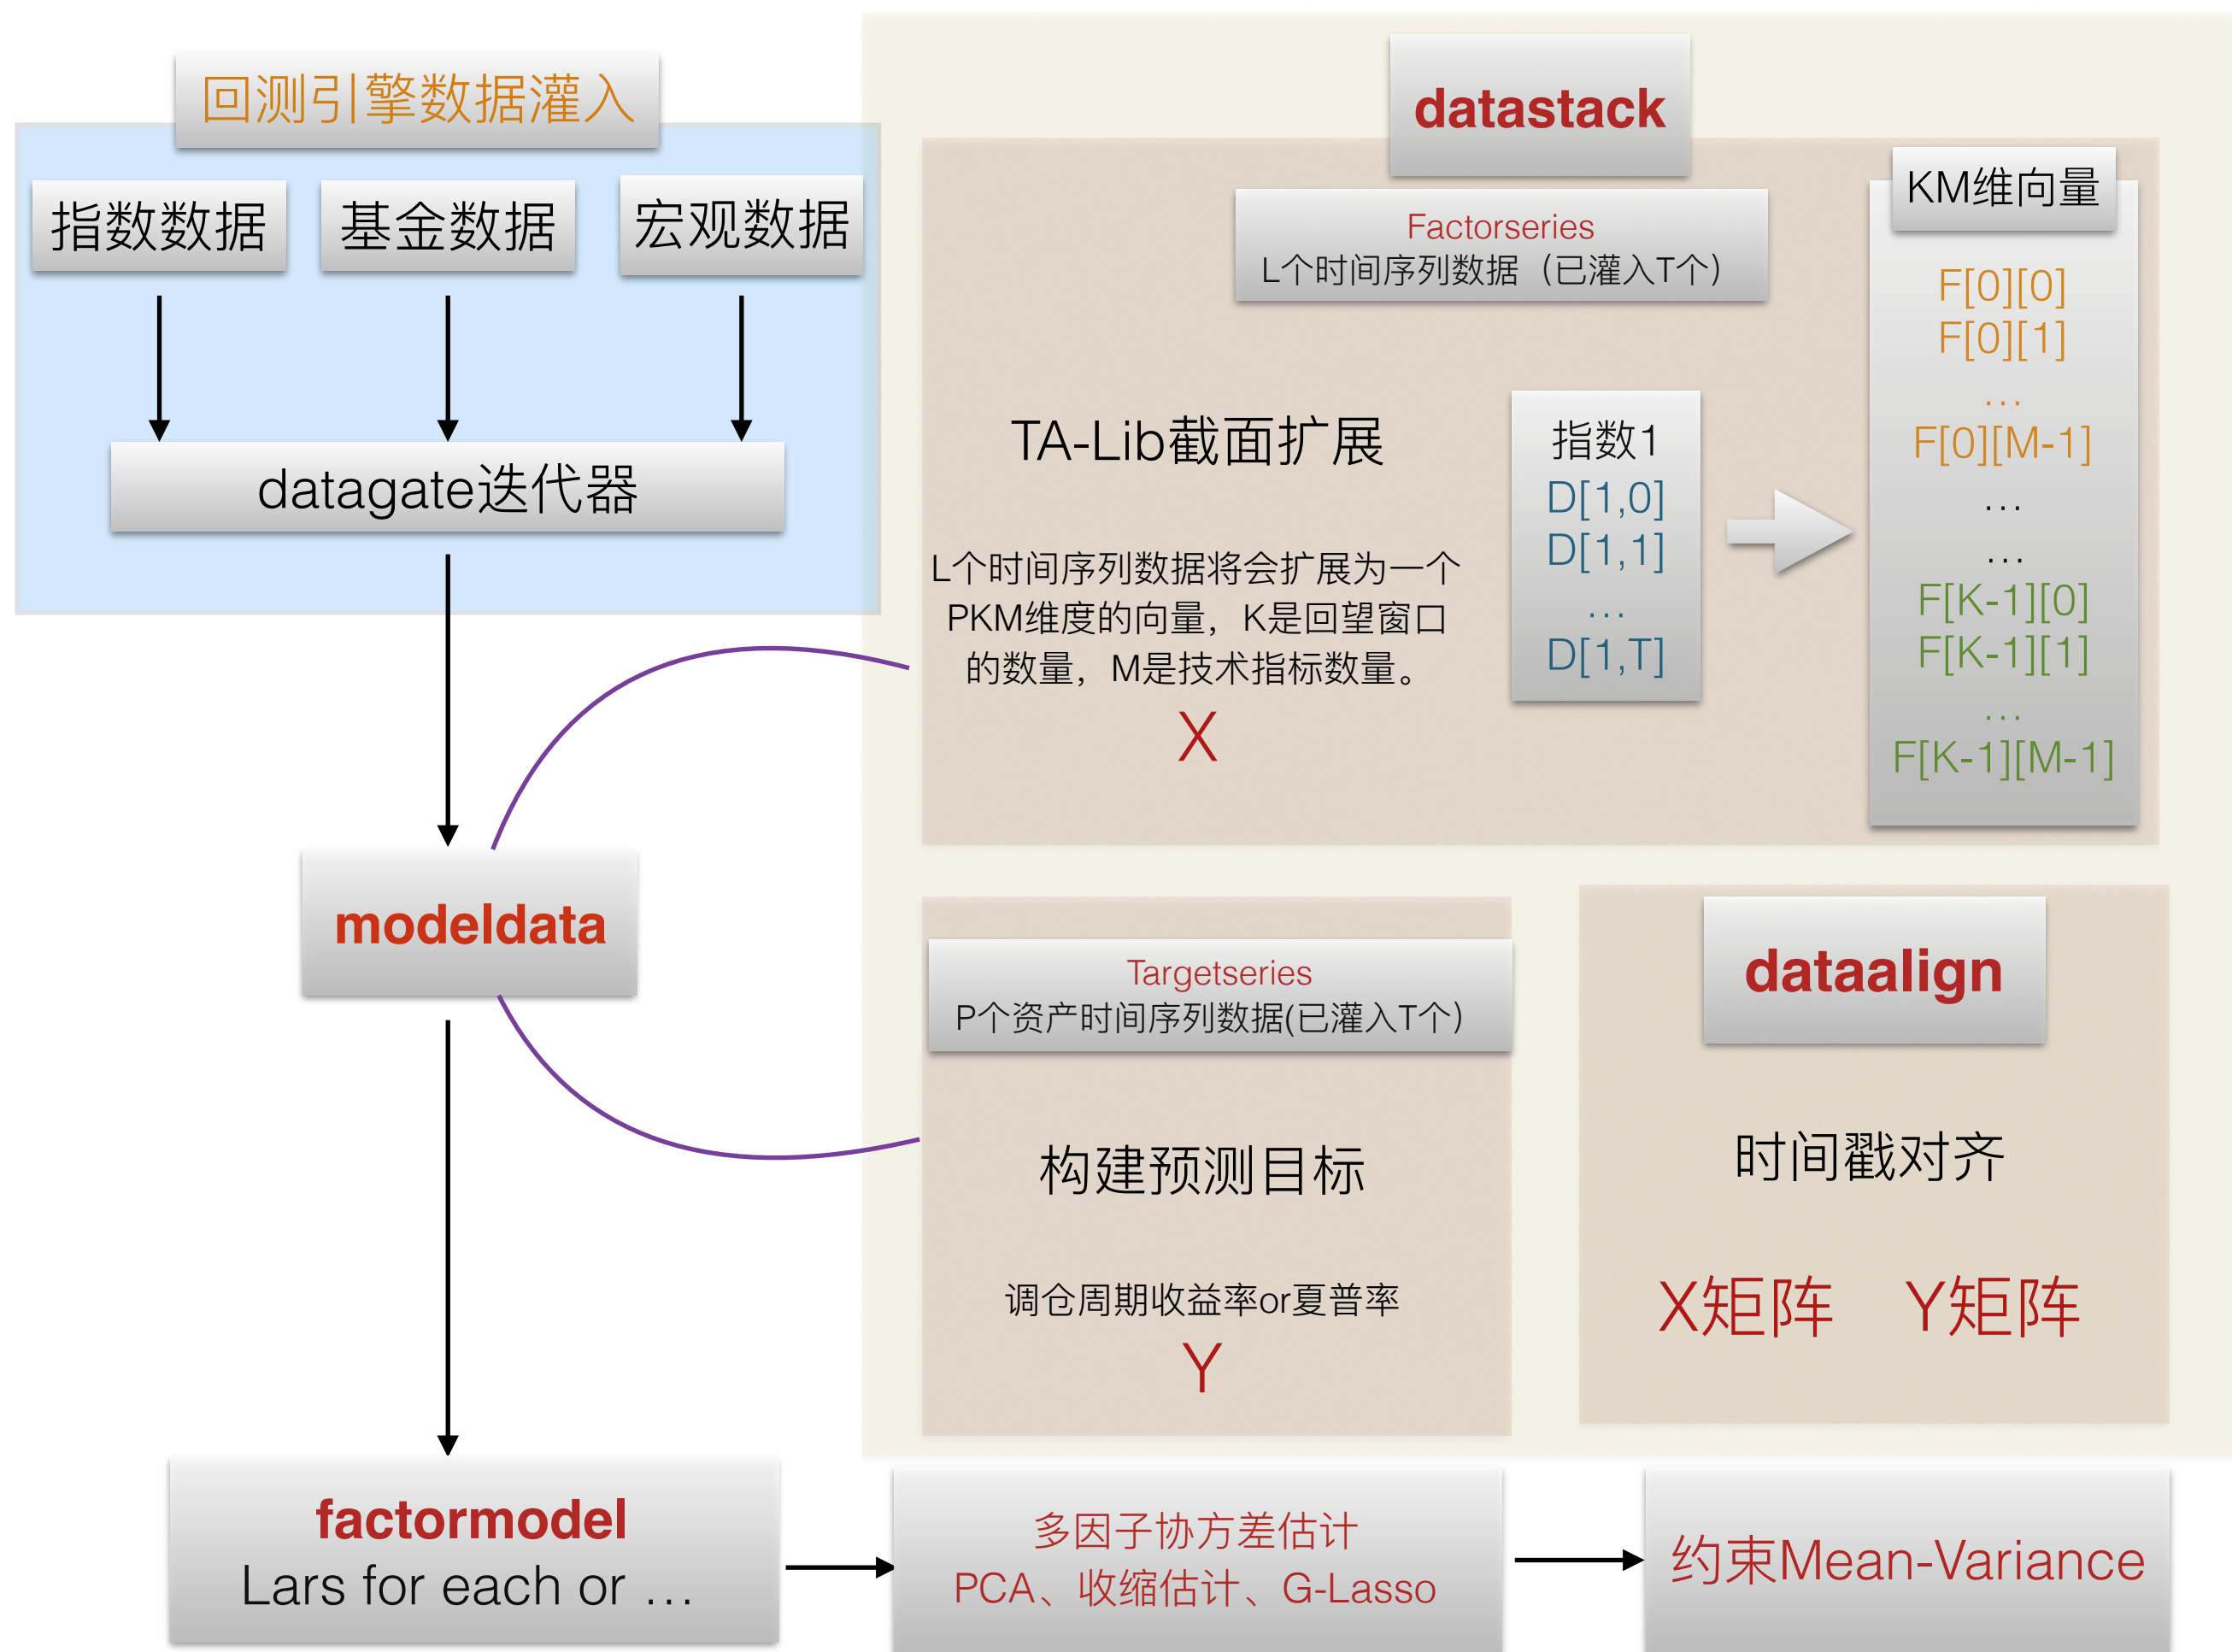 回测引擎数据灌入
指数数据
基金数据
宏观数据
datagate迭代器
modeldata
factormodel
Lars for each or …
datastack
Factorseries
L个时间序列数据（已灌入T个）
TA-Lib截面扩展
L个时间序列数据将会扩展为一个
PKM维度的向量，K是回望窗口
的数量，M是技术指标数量。
X
指数1
D[1,0]
D[1,1]
…
D[1,T]
KM维向量
F[0][0]
F[0][1]
…
F[0][M-1]
…
…
F[K-1][0]
F[K-1][1]
…
F[K-1][M-1]
Targetseries
P个资产时间序列数据(已灌入T个）
构建预测目标
调仓周期收益率or夏普率
Y
dataalign
时间戳对齐
X矩阵 Y矩阵
多因子协方差估计
PCA、收缩估计、G-Lasso
约束Mean-Variance